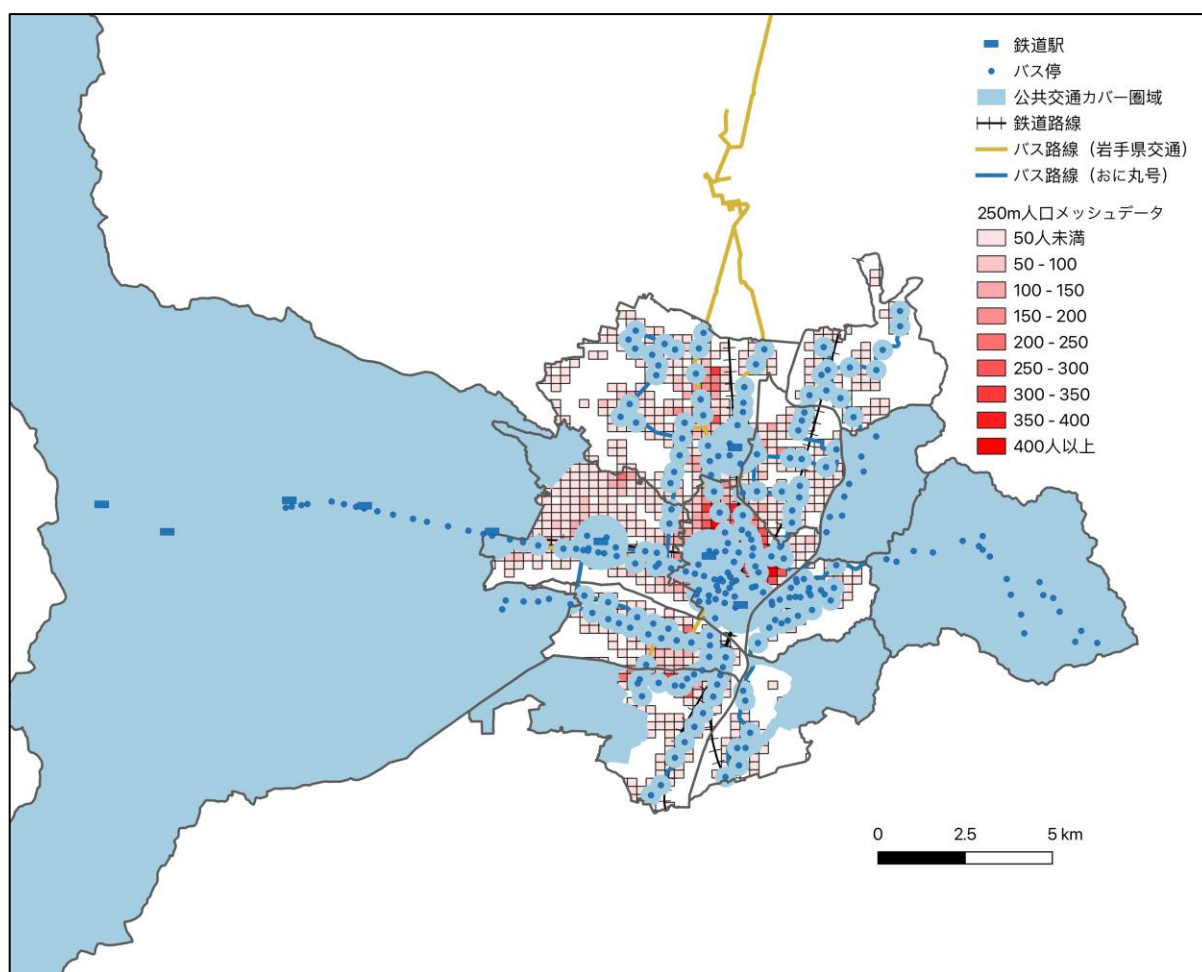 鉄道駅
バス停
公共交通カバー圏域
鉄道路線
バス路線（岩手県交通）
バス路線（おに丸号）
250m人口メッシュデータ
50人未満
50 - 100
100 - 150
150 - 200
200 - 250
250 - 300
300 - 350
350 - 400
400人以上
0 2.5 5 km